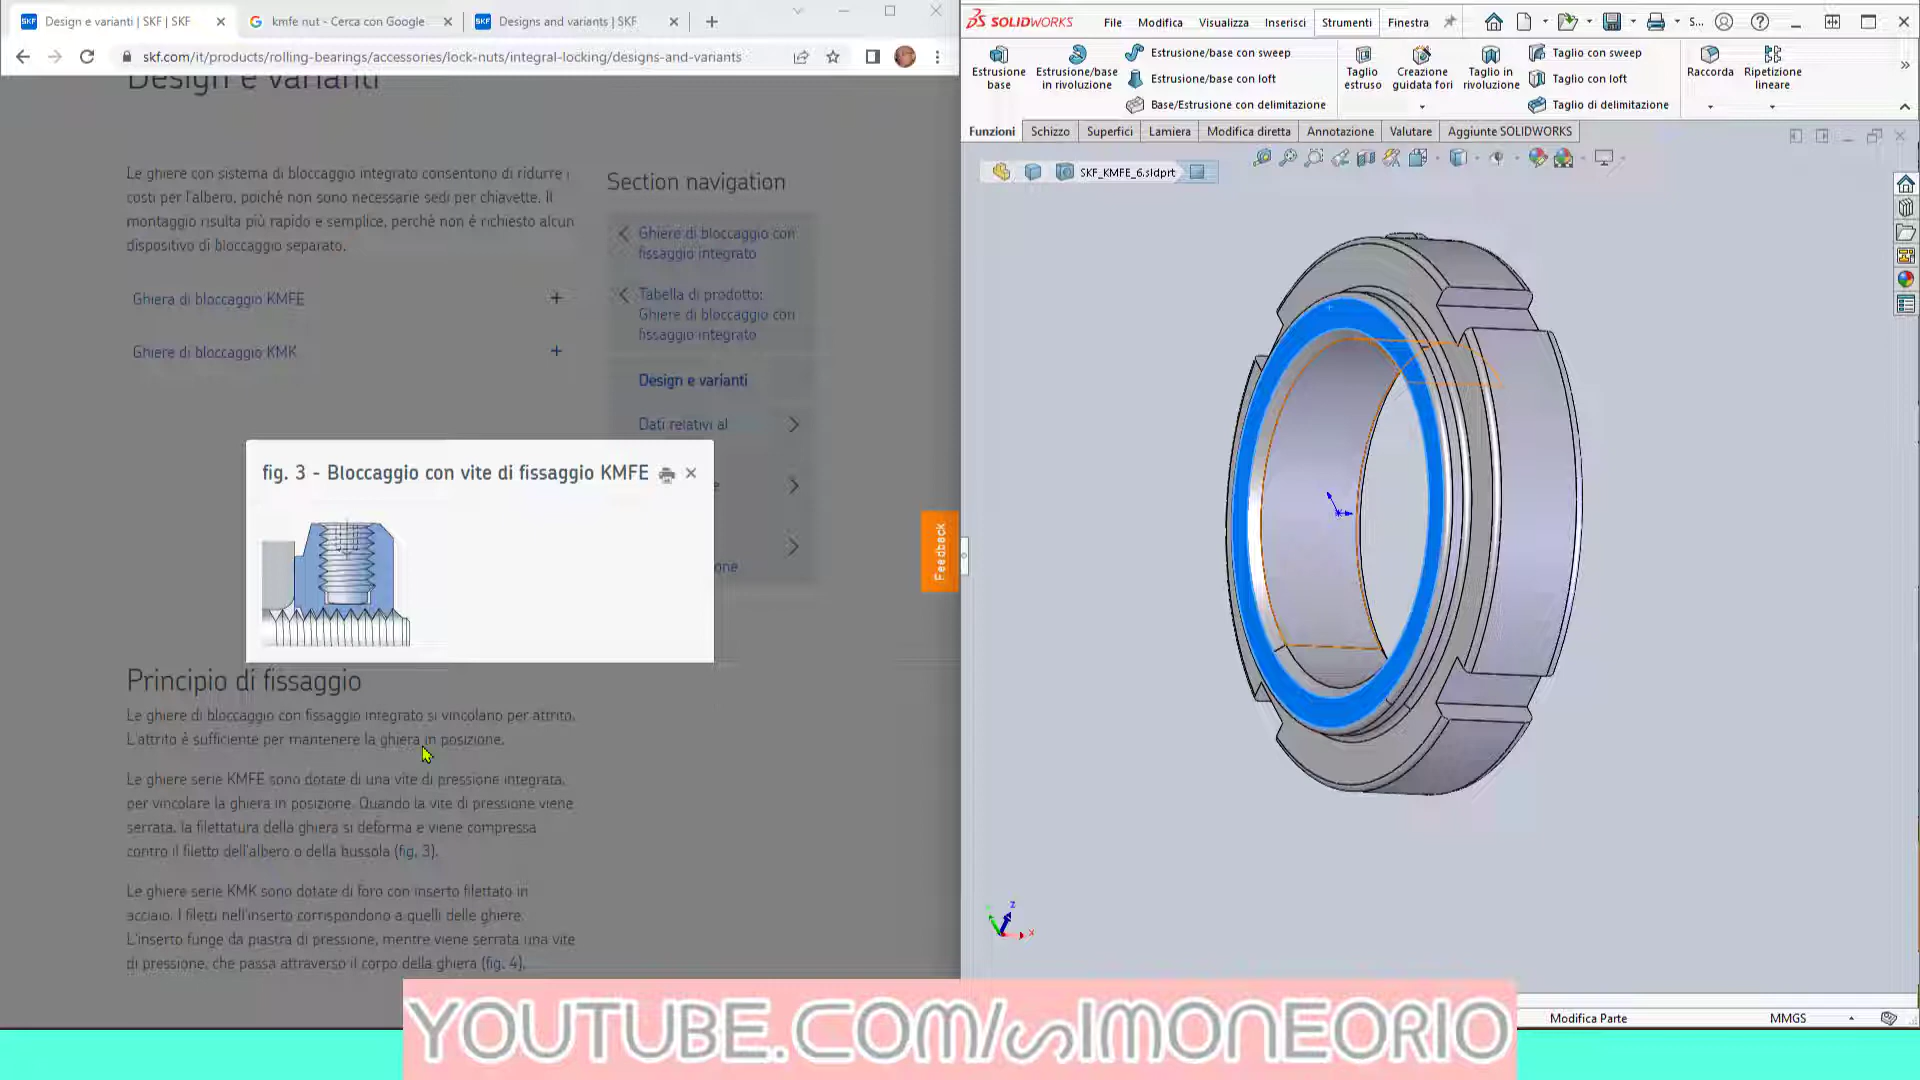 Design e varianti | SKF | SKF
kmfe nut - Cerca con Google
Designs and variants | SKF
skf.com/it/products/rolling-bearings/accessories/lock-nuts/integral-locking/designs-and-variants
Design e varianti
Le ghiere con sistema di bloccaggio integrato consentono di ridurre i
costi per l'albero, poiché non sono necessarie sedi per chiavette. Il
montaggio risulta più rapido e semplice, perché non è richiesto alcun
dispositivo di bloccaggio separato.
Ghiera di bloccaggio KMFE
Ghiere di bloccaggio KMK
Section navigation
Ghiere di bloccaggio con
fissaggio integrato
Tabella di prodotto:
Ghiere di bloccaggio con
fissaggio integrato
Design e varianti
Dati relativi al
fig. 3 - Bloccaggio con vite di fissaggio KMFE
Feedback
Principio di fissaggio
Le ghiere di bloccaggio con fissaggio integrato si vincolano per attrito.
L'attrito è sufficiente per mantenere la ghiera in posizione.
Le ghiere serie KMFE sono dotate di una vite di pressione integrata,
per vincolare la ghiera in posizione. Quando la vite di pressione viene
serrata, la filettatura della ghiera si deforma e viene compressa
contro il filetto dell'albero o della bussola (fig. 3).
Le ghiere serie KMK sono dotate di foro con inserto filettato in
acciaio. I filetti nell'inserto corrispondono a quelli delle ghiere.
L'inserto funge da piastra di pressione, mentre viene serrata una vite
di pressione, che passa attraverso il corpo della ghiera (fig. 4).
SOLIDWORKS
File Modifica Visualizza Inserisci Strumenti Finestra
S...
Estrusione
base
Estrusione/base
in rivoluzione
Estrusione/base con sweep
Estrusione/base con loft
Base/Estrusione con delimitazione
Taglio
estruso
Creazione
guidata fori
Taglio in
rivoluzione
Taglio con sweep
Taglio con loft
Taglio di delimitazione
Raccorda
Ripetizione
lineare
Funzioni Schizzo Superfici Lamiera Modifica diretta Annotazione Valutare Aggiunte SOLIDWORKS
SKF_KMFE_6.sldprt
z
x
Modifica Parte
MMGS
YOUTUBE.COM/SIMONEORIO